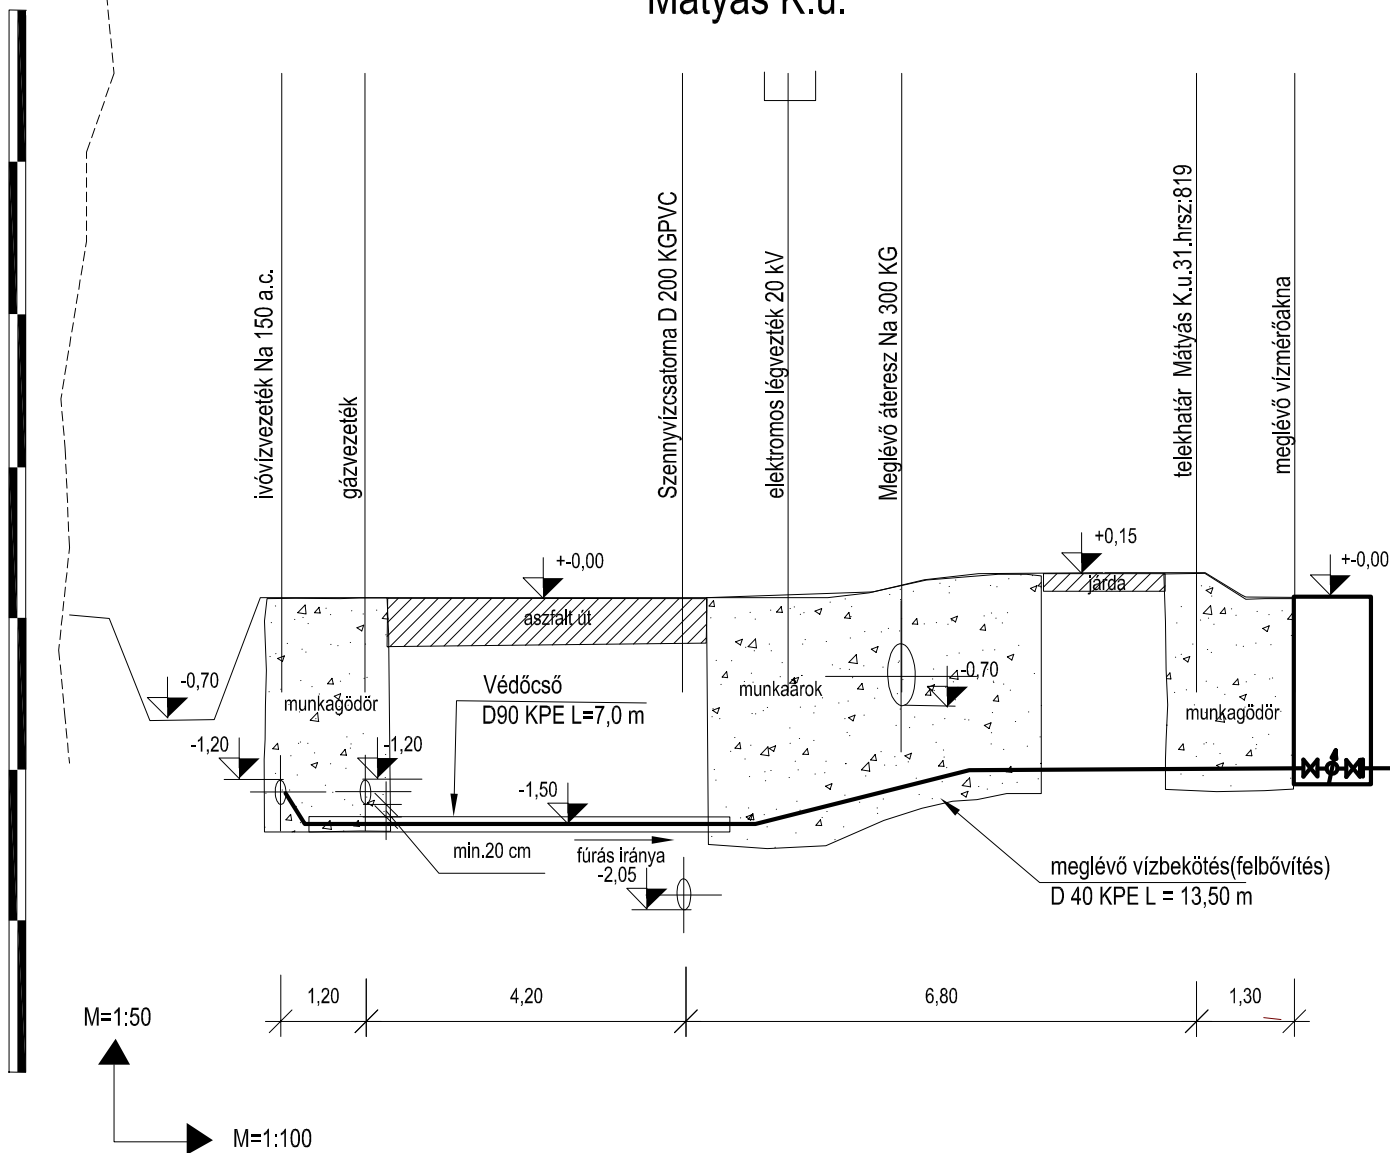 Mátyás K.u.
ivóvízvezeték Na 150 a.c.
gázvezeték
Szennyvízcsatorna D 200 KGPVC
elektromos légvezték 20 kV
Meglévő áteresz Na 300 KG
telekhatár Mátyás K.u.31.hrsz:819
meglévő vízmérőakna
+-0,00
+0,15
+-0,00
aszfalt út
járda
-0,70
munkagödör
Védőcső
D90 KPE L=7,0 m
munkaárok
-0,70
munkagödör
-1,20
-1,20
-1,50
min.20 cm
fúrás iránya
-2,05
meglévő vízbekötés(felbővítés)
D 40 KPE L = 13,50 m
1,20
4,20
6,80
1,30
M=1:50
M=1:100